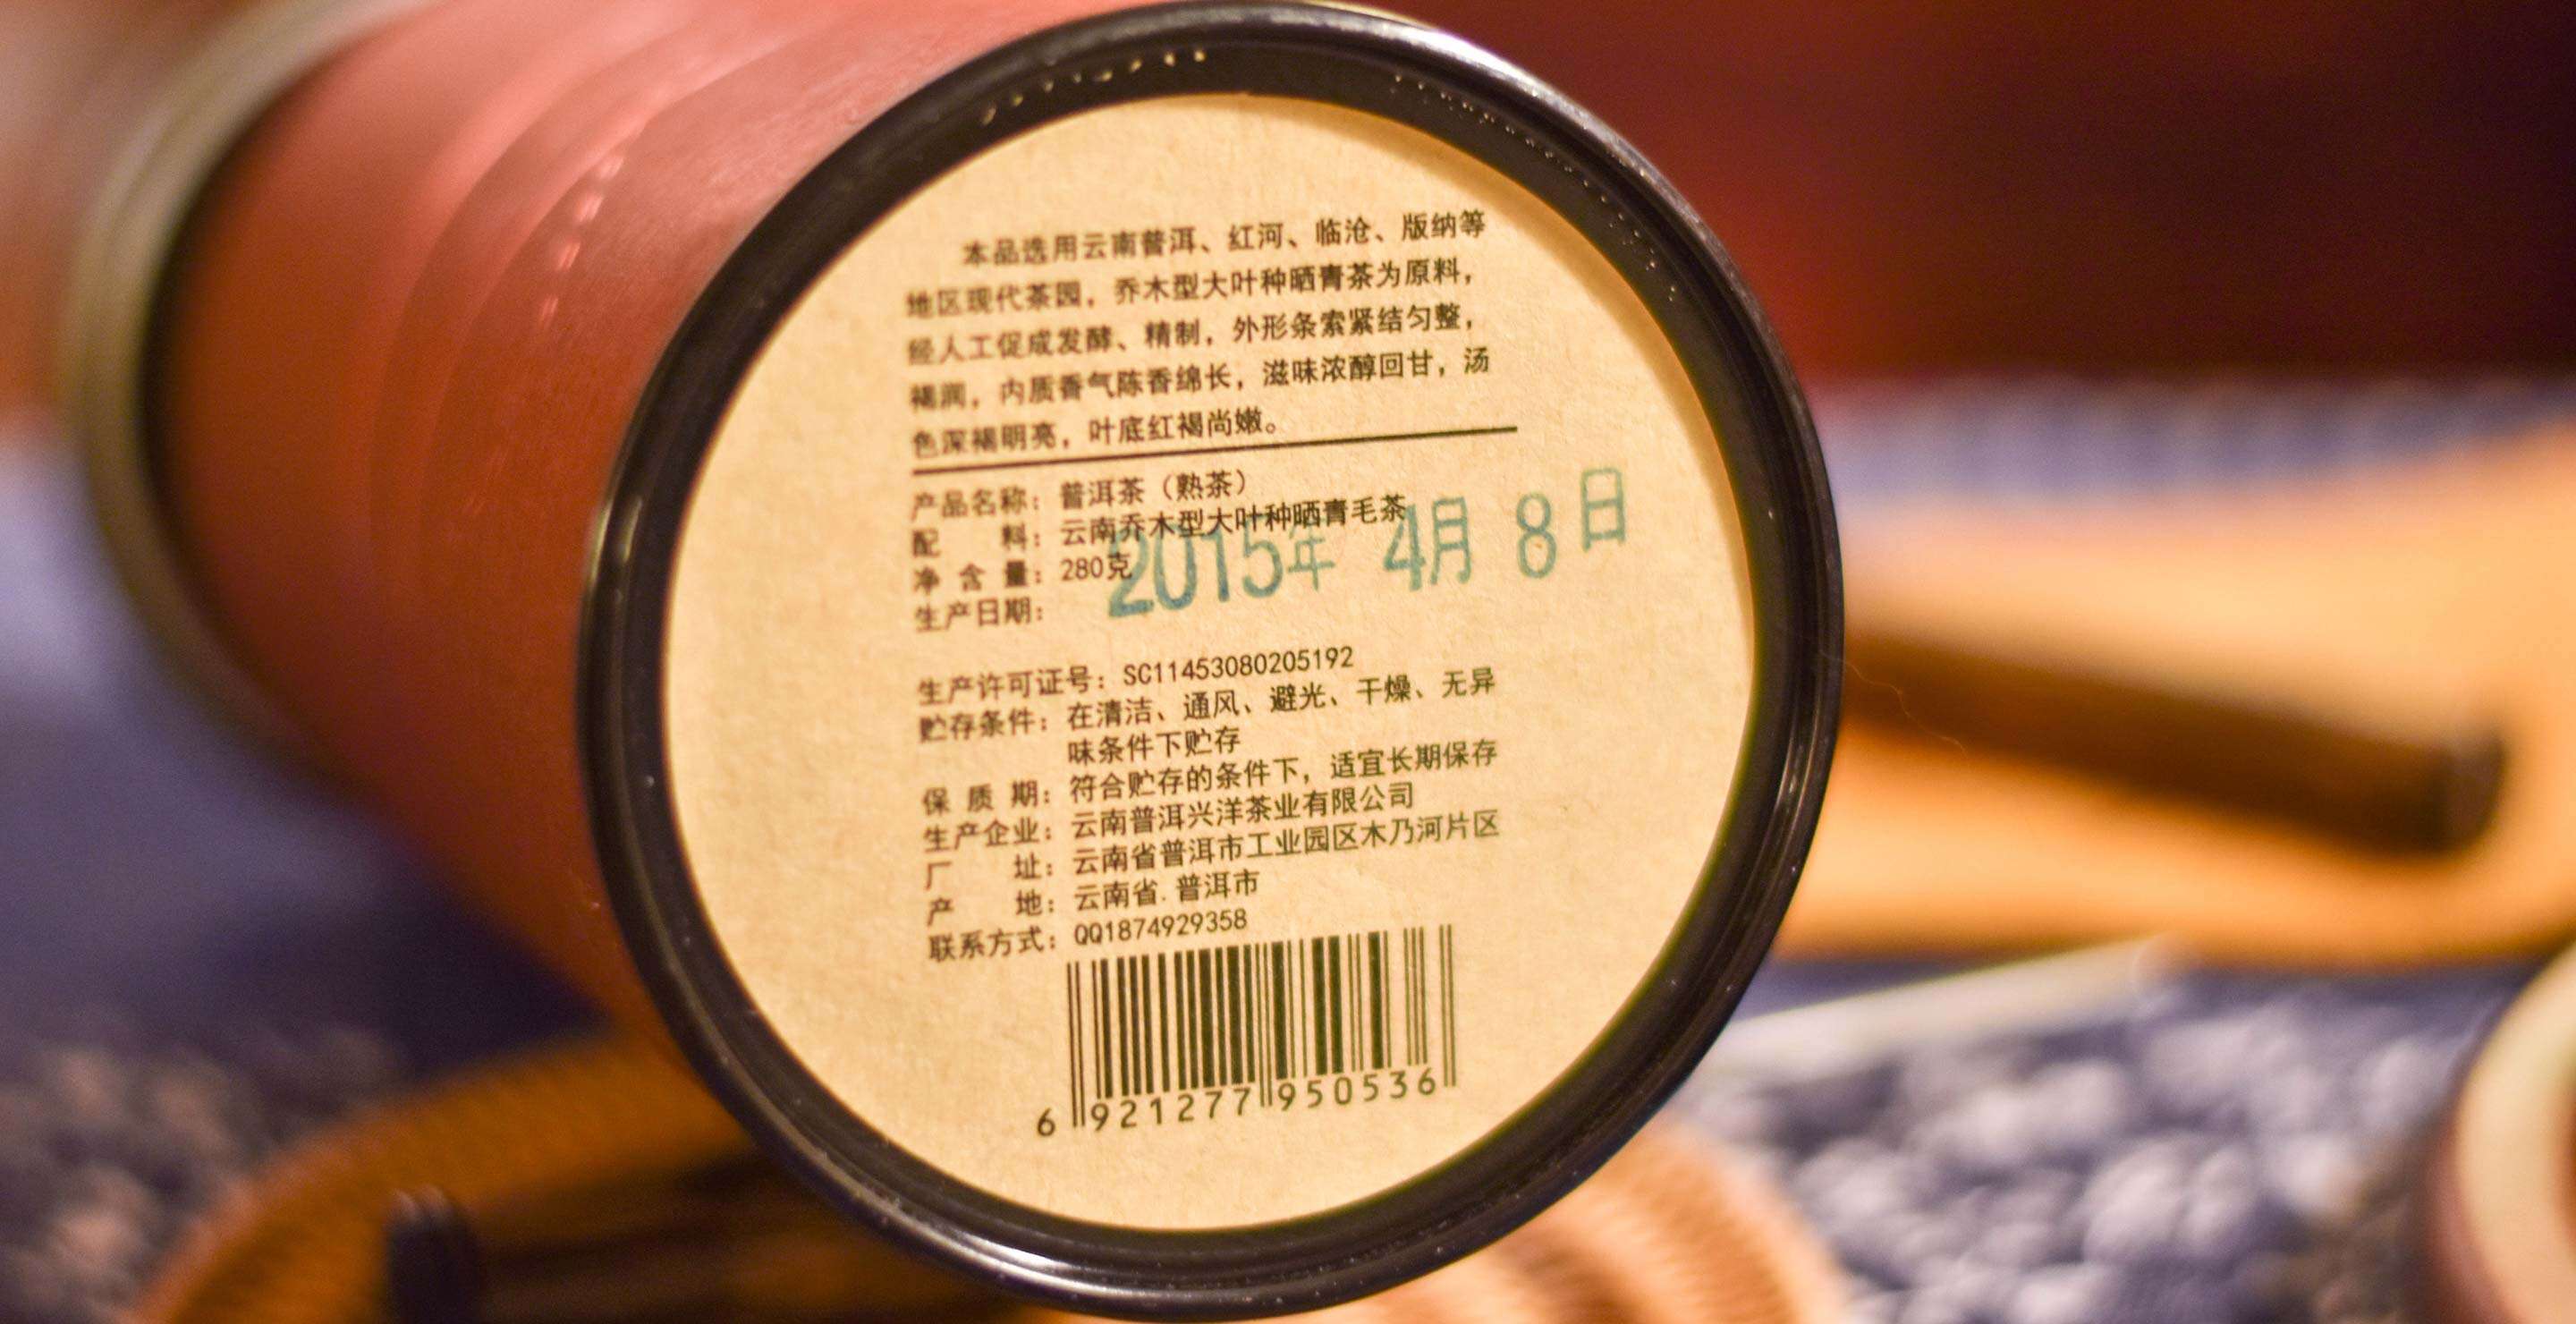 本品选用云南普洱、红河、临沧、版纳等
地区现代茶园，乔木型大叶种晒青茶为原料，
经人工促成发酵、精制，外形条索紧结匀整，
褐润，内质香气陈香绵长，滋味浓醇回甘，汤
色深褐明亮，叶底红褐尚嫩。
产品名称：普洱茶（熟茶）
配 料：云南乔木型大叶种晒青毛茶
净 含 量：280克
生产日期：2015年 4月 8日
生产许可证号：SC11453080205192
贮存条件：在清洁、通风、避光、干燥、无异
味条件下贮存
保 质 期：符合贮存的条件下，适宜长期保存
生产企业：云南普洱兴洋茶业有限公司
厂 址：云南省普洱市工业园区木乃河片区
产 地：云南省.普洱市
联系方式：QQ1874929358
6 921277 950536